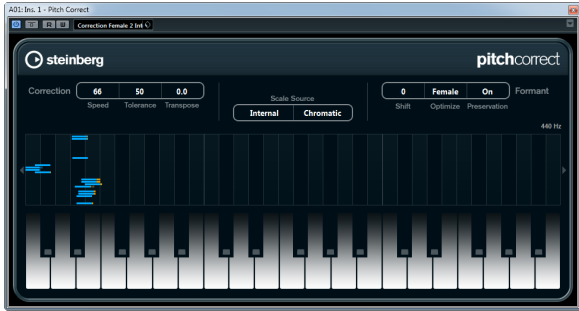 A01: Ins. 1 - Pitch Correct
R W Correction Female 2 Int
steinberg pitchcorrect
Correction 66 50 0.0 0 Female On Formant
Speed Tolerance Transpose Scale Source Shift Optimize Preservation
Internal Chromatic
440 Hz